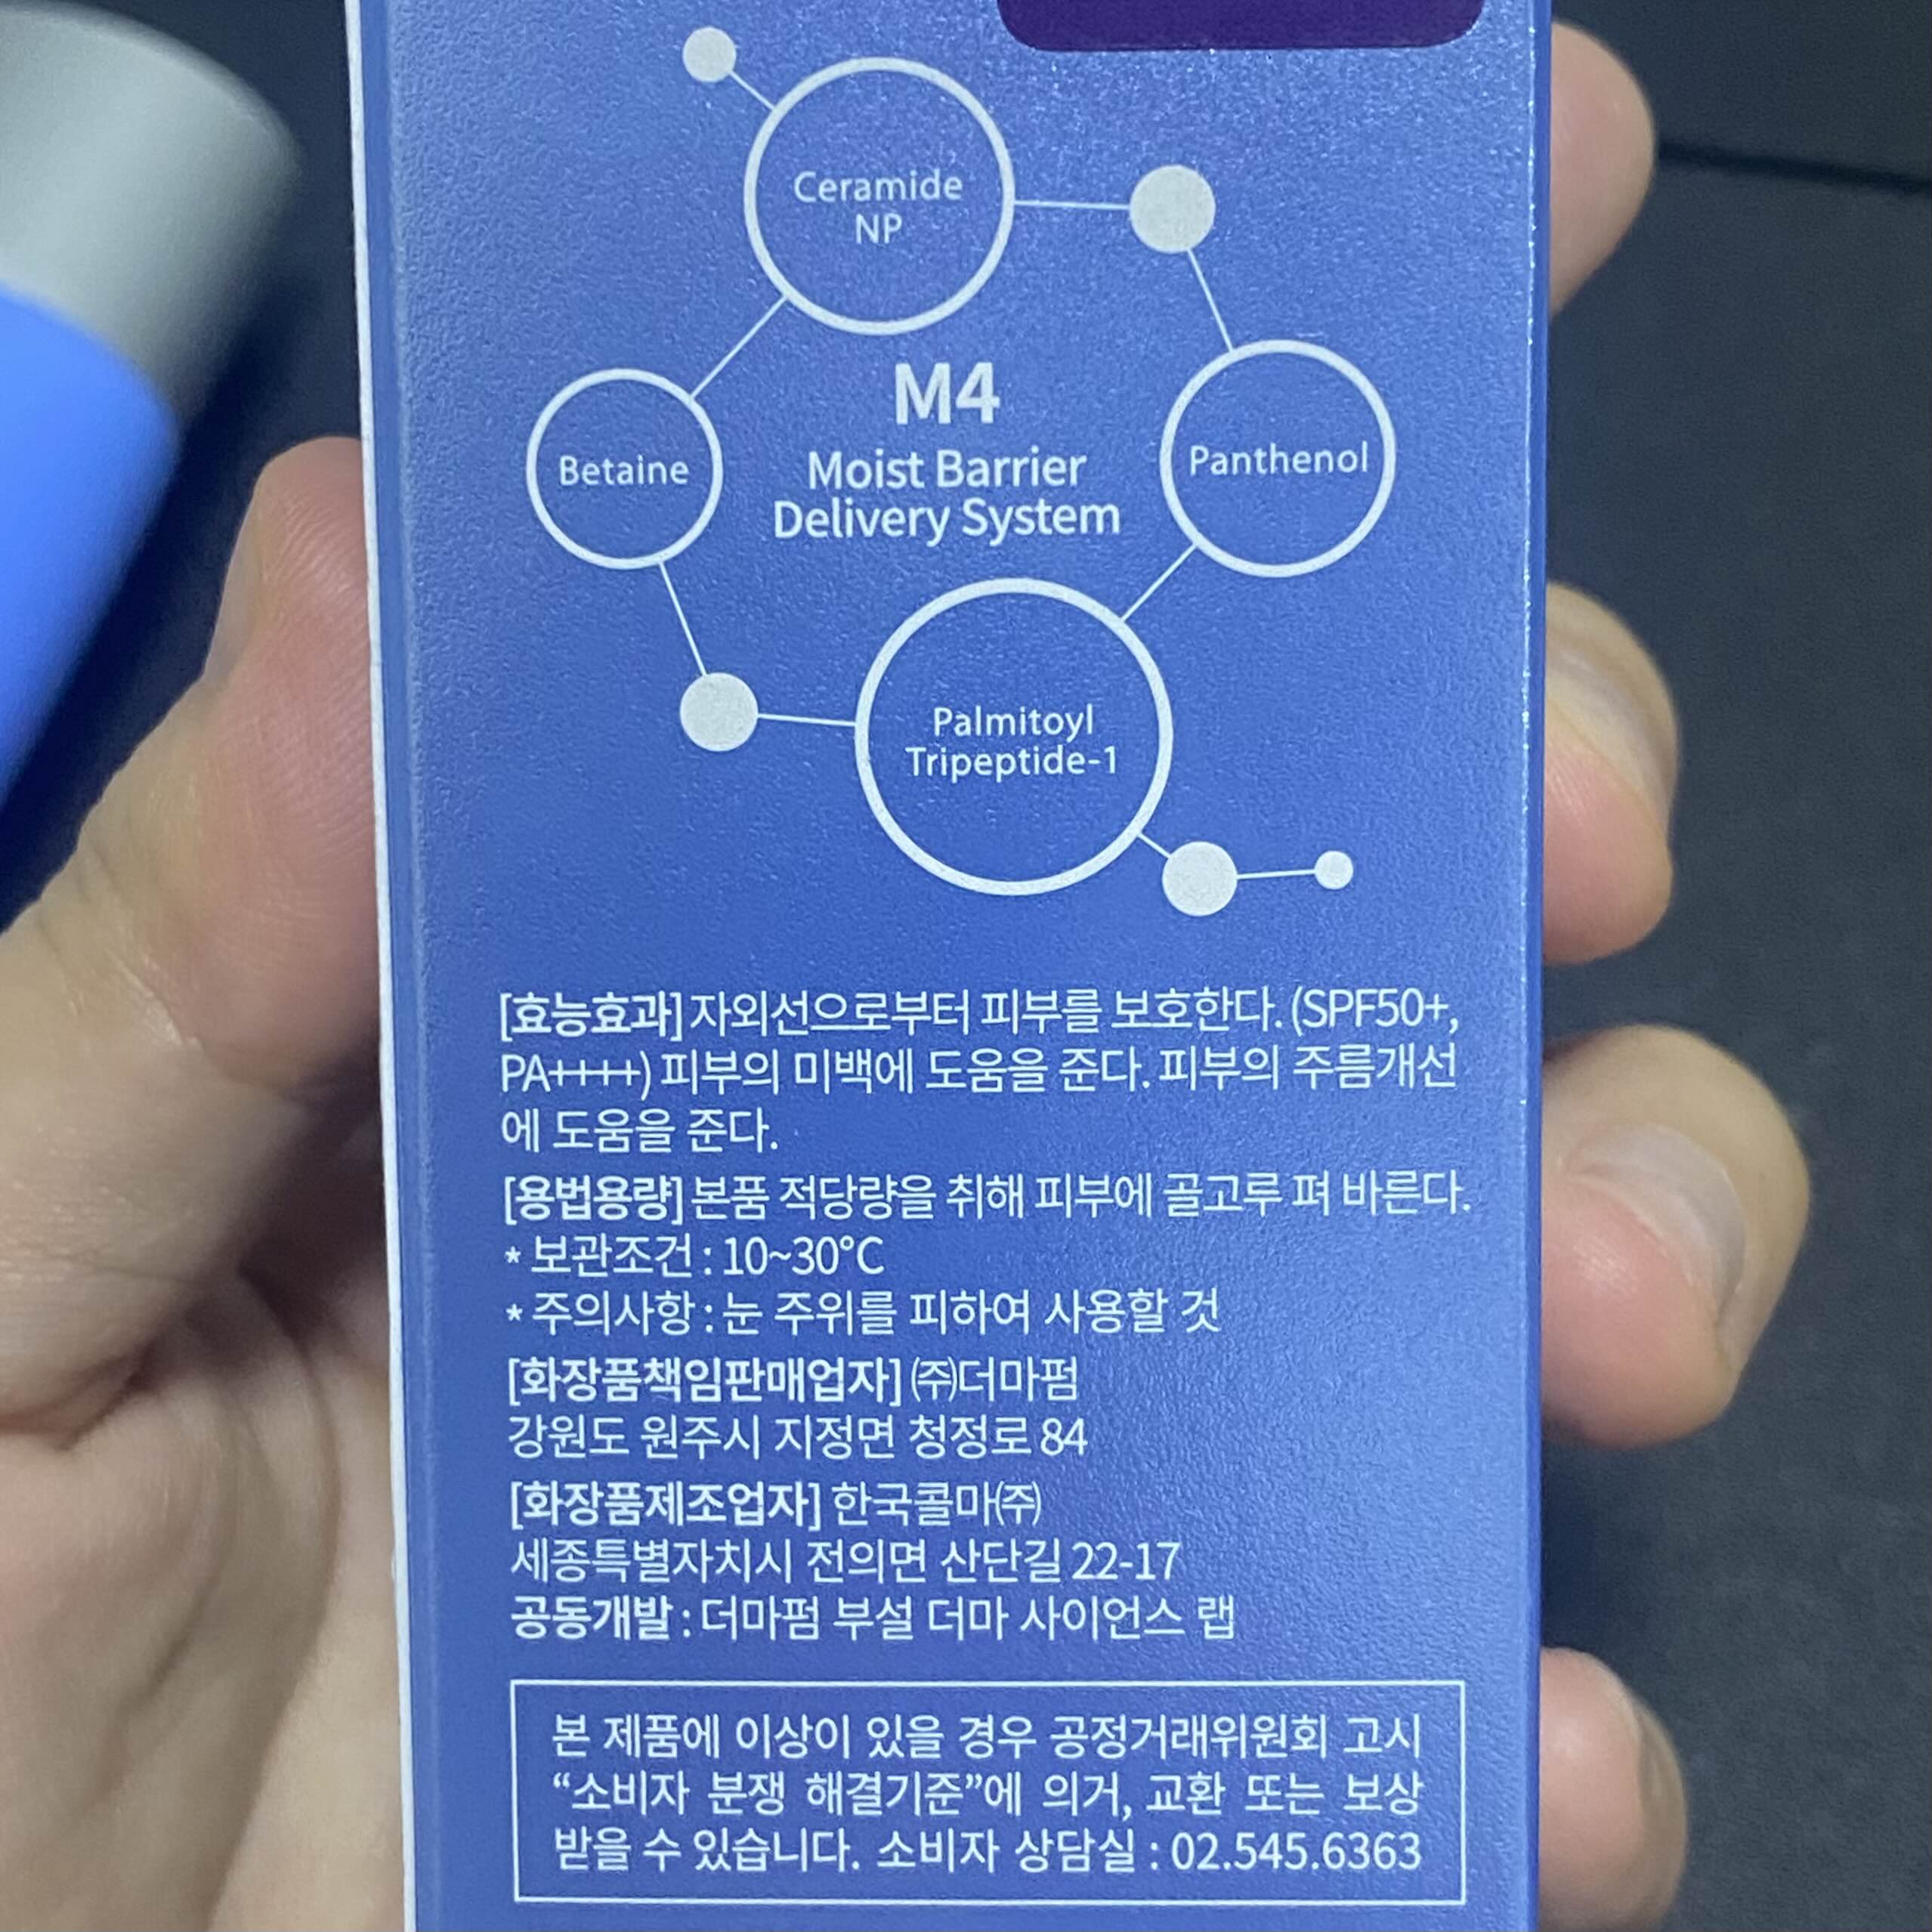 Ceramide
NP
M4
Moist Barrier
Delivery System
Betaine
Panthenol
Palmitoyl
Tripeptide-1
[효능효과] 자외선으로부터 피부를 보호한다. (SPF50+,
PA++++) 피부의 미백에 도움을 준다. 피부의 주름개선
에 도움을 준다.
[용법용량] 본품 적당량을 취해 피부에 골고루 펴 바른다.
* 보관조건 : 10~30°C
* 주의사항 : 눈 주위를 피하여 사용할 것
[화장품책임판매업자] ㈜더마펌
강원도 원주시 지정면 청정로 84
[화장품제조업자] 한국콜마㈜
세종특별자치시 전의면 산단길 22-17
공동개발 : 더마펌 부설 더마 사이언스 랩
본 제품에 이상이 있을 경우 공정거래위원회 고시
“소비자 분쟁 해결기준”에 의거, 교환 또는 보상
받을 수 있습니다. 소비자 상담실 : 02.545.6363